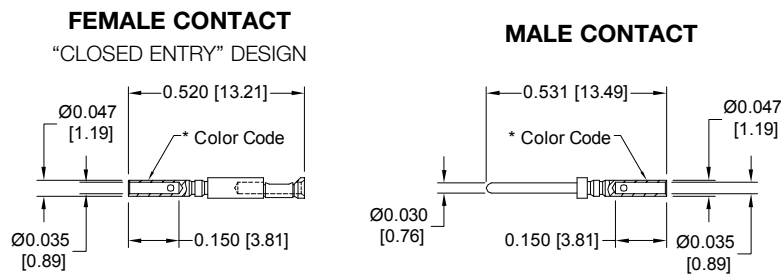 FEMALE CONTACT
“CLOSED ENTRY” DESIGN
0.520 [13.21]
Ø0.047
[1.19]
* Color Code
Ø0.035
[0.89]
0.150 [3.81]
MALE CONTACT
0.531 [13.49]
Ø0.047
[1.19]
* Color Code
Ø0.030
[0.76]
0.150 [3.81]
Ø0.035
[0.89]